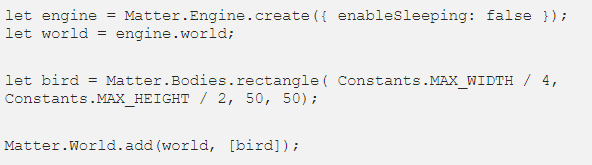 let engine = Matter.Engine.create({ enableSleeping: false });
let world = engine.world;
let bird = Matter.Bodies.rectangle( Constants.MAX_WIDTH / 4,
Constants.MAX_HEIGHT / 2, 50, 50);
Matter.World.add(world, [bird]);